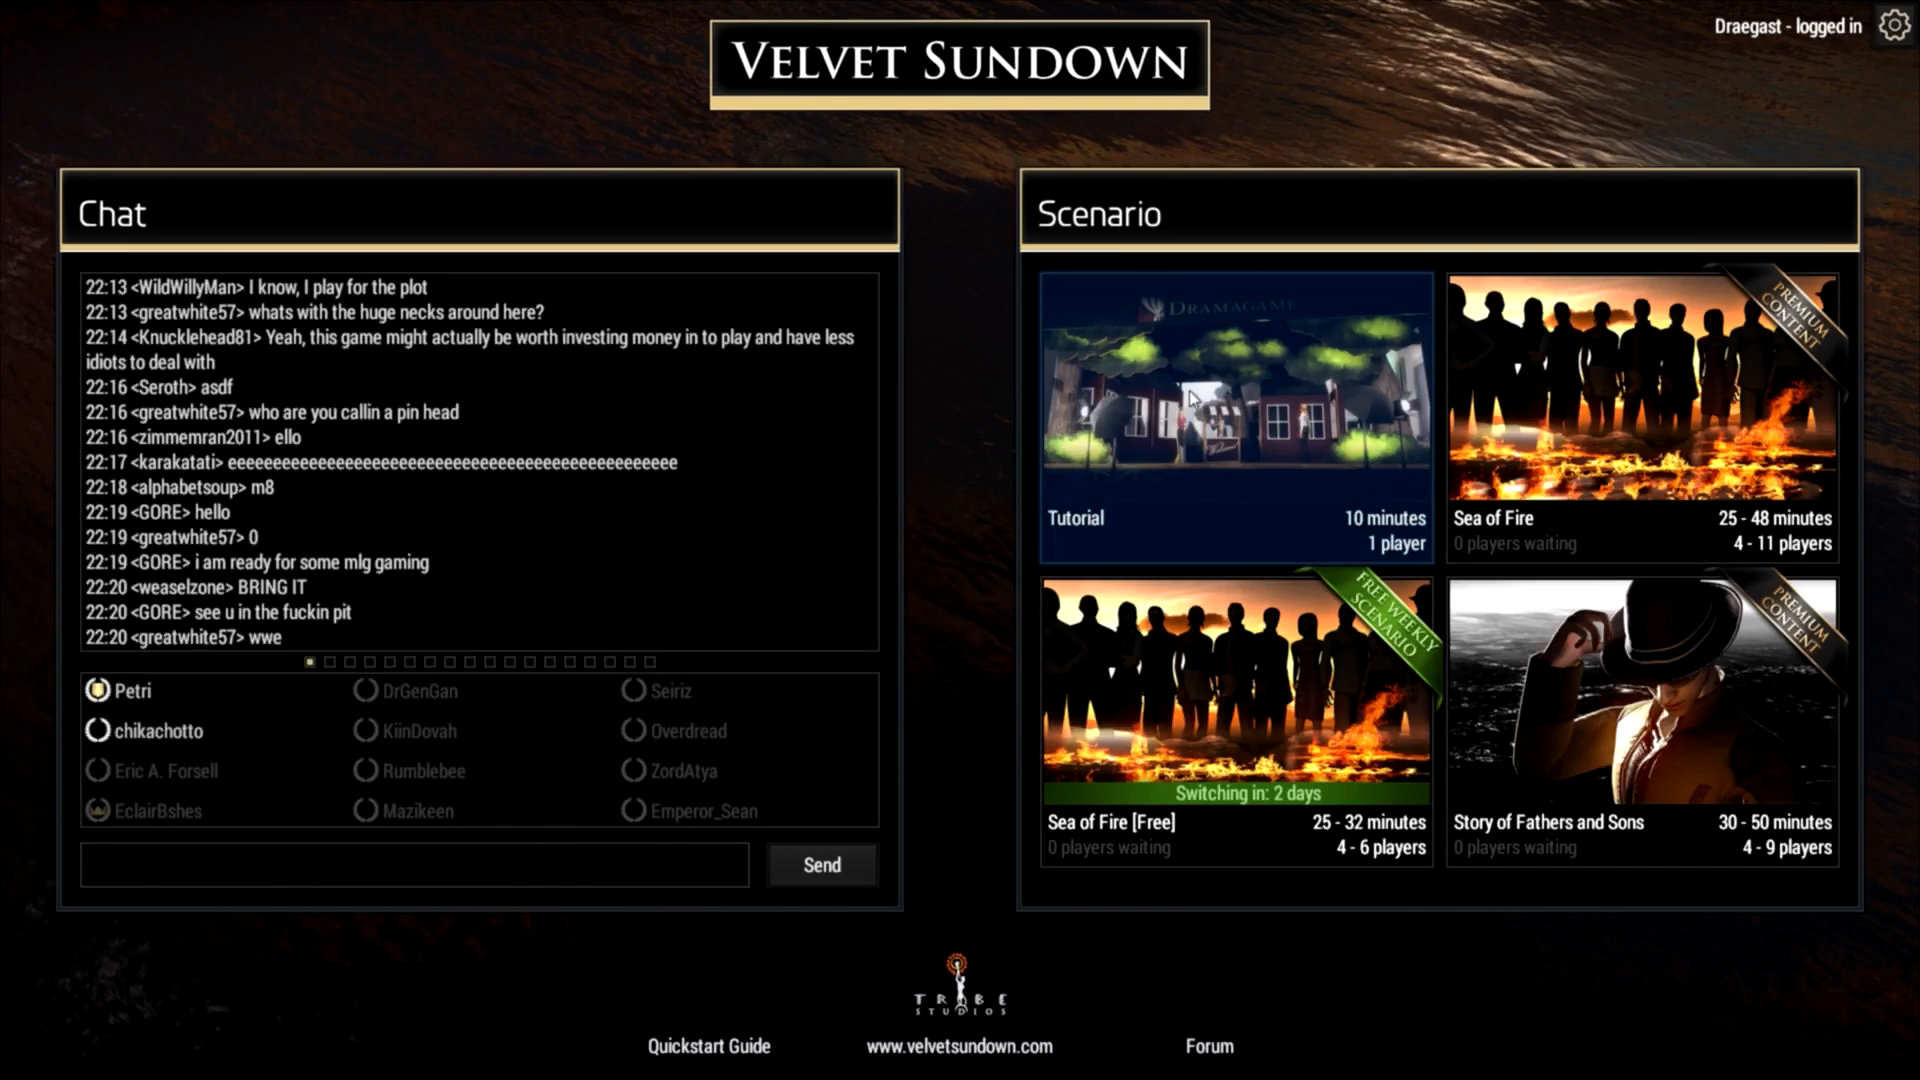 Draegast - logged in
VELVET SUNDOWN
Chat
22:13 <WildWillyMan> I know, I play for the plot
22:13 <greatwhite57> whats with the huge necks around here?
22:14 <Knucklehead81> Yeah, this game might actually be worth investing money in to play and have less
idiots to deal with
22:16 <Seroth> asdf
22:16 <greatwhite57> who are you callin a pin head
22:16 <zimmemran2011> ello
22:17 <karakatati> eeeeeeeeeeeeeeeeeeeeeeeeeeeeeeeeeeeeeeeeeeeeeeeeee
22:18 <alphabetsoup> m8
22:19 <GORE> hello
22:19 <greatwhite57> 0
22:19 <GORE> i am ready for some mlg gaming
22:20 <weaselzone> BRING IT
22:20 <GORE> see u in the fuckin pit
22:20 <greatwhite57> wwe
Petri DrGenGan Seiriz
chikachotto KiinDovah Overdread
Eric A. Forsell Rumblebee ZordAtya
EclairBshes Mazikeen Emperor_Sean
Send
Scenario
DRAMAGAME
Tutorial 10 minutes
1 player
PREMIUM
CONTENT
Sea of Fire 25 - 48 minutes
0 players waiting 4 - 11 players
FREE WEEKLY
SCENARIO
Switching in: 2 days
Sea of Fire [Free] 25 - 32 minutes
0 players waiting 4 - 6 players
PREMIUM
CONTENT
Story of Fathers and Sons 30 - 50 minutes
0 players waiting 4 - 9 players
TRIBE
STUDIOS
Quickstart Guide www.velvetsundown.com Forum